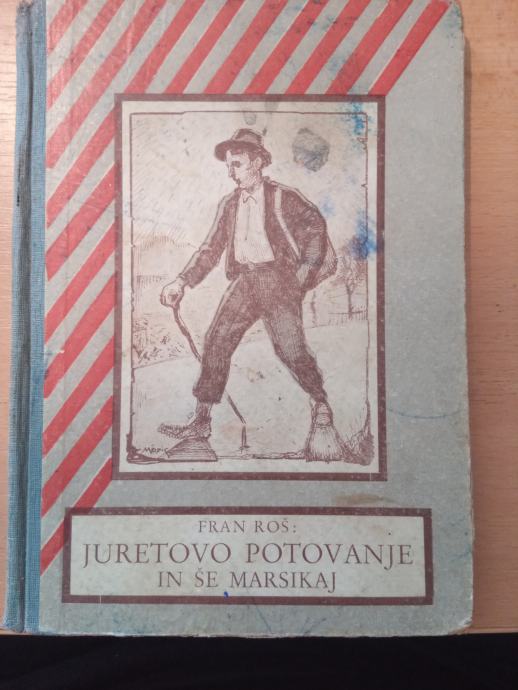 FRAN ROŠ:
JURETOVO POTOVANJE
IN ŠE MARSIKAJ